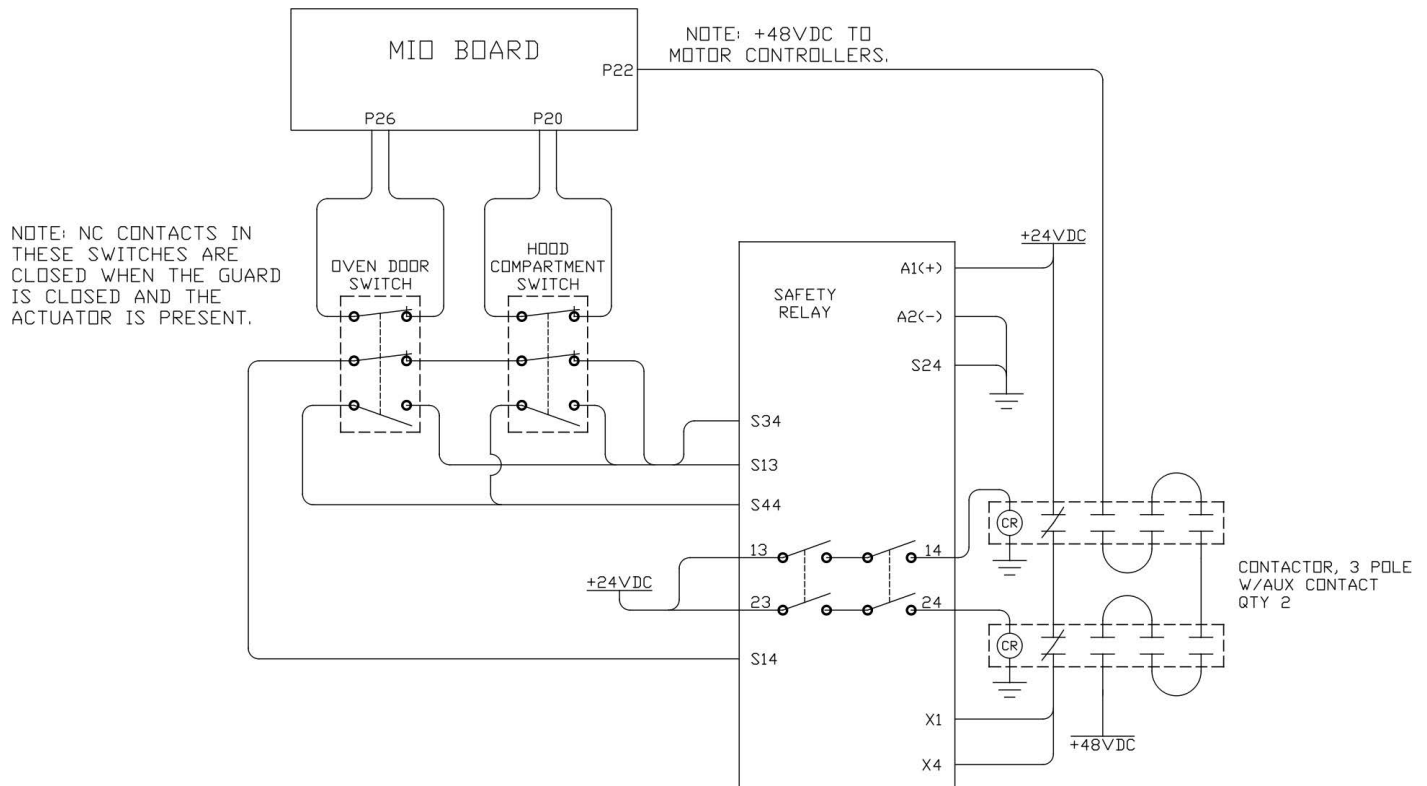 MIO BOARD
P22
P26
P20
NOTE: +48VDC TO
MOTOR CONTROLLERS.
NOTE: NC CONTACTS IN
THESE SWITCHES ARE
CLOSED WHEN THE GUARD
IS CLOSED AND THE
ACTUATOR IS PRESENT.
OVEN DOOR
SWITCH
HOOD
COMPARTMENT
SWITCH
SAFETY
RELAY
A1(+)
A2(-)
S24
+24VDC
S34
S13
S44
13
14
23
24
+24VDC
S14
X1
X4
CR
CR
+48VDC
CONTACTOR, 3 POLE
W/AUX CONTACT
QTY 2